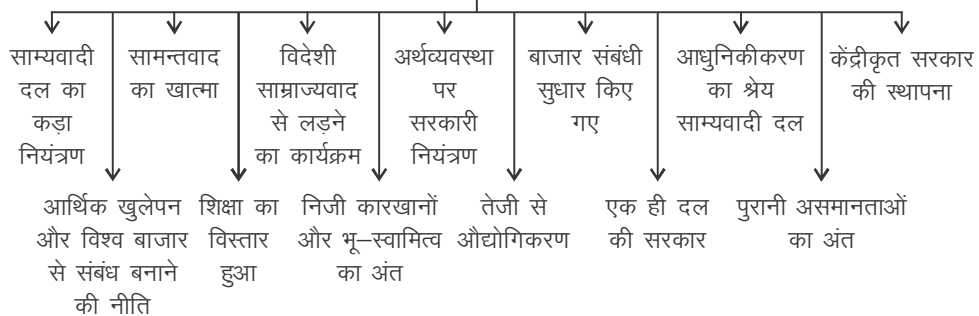 साम्यवादी
दल का
कड़ा
नियंत्रण
सामन्तवाद
का खात्मा
विदेशी
साम्राज्यवाद
से लड़ने
का कार्यक्रम
अर्थव्यवस्था
पर
सरकारी
नियंत्रण
बाजार संबंधी
सुधार किए
गए
आधुनिकीकरण
का श्रेय
साम्यवादी दल
केंद्रीकृत सरकार
की स्थापना
आर्थिक खुलेपन
और विश्व बाजार
से संबंध बनाने
की नीति
शिक्षा का
विस्तार
हुआ
निजी कारखानों
और भू–स्वामित्व
का अंत
तेजी से
औद्योगिकरण
एक ही दल
की सरकार
पुरानी असमानताओं
का अंत